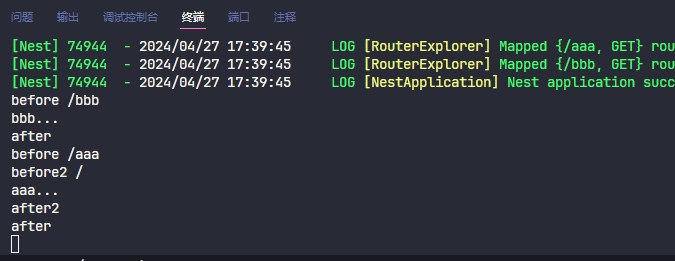 问题 输出 调试控制台 终端 端口 注释
[Nest] 74944  - 2024/04/27 17:39:45     LOG [RouterExplorer] Mapped {/aaa, GET} rou
[Nest] 74944  - 2024/04/27 17:39:45     LOG [RouterExplorer] Mapped {/bbb, GET} rou
[Nest] 74944  - 2024/04/27 17:39:45     LOG [NestApplication] Nest application succ
before /bbb
bbb...
after
before /aaa
before2 /
aaa...
after2
after